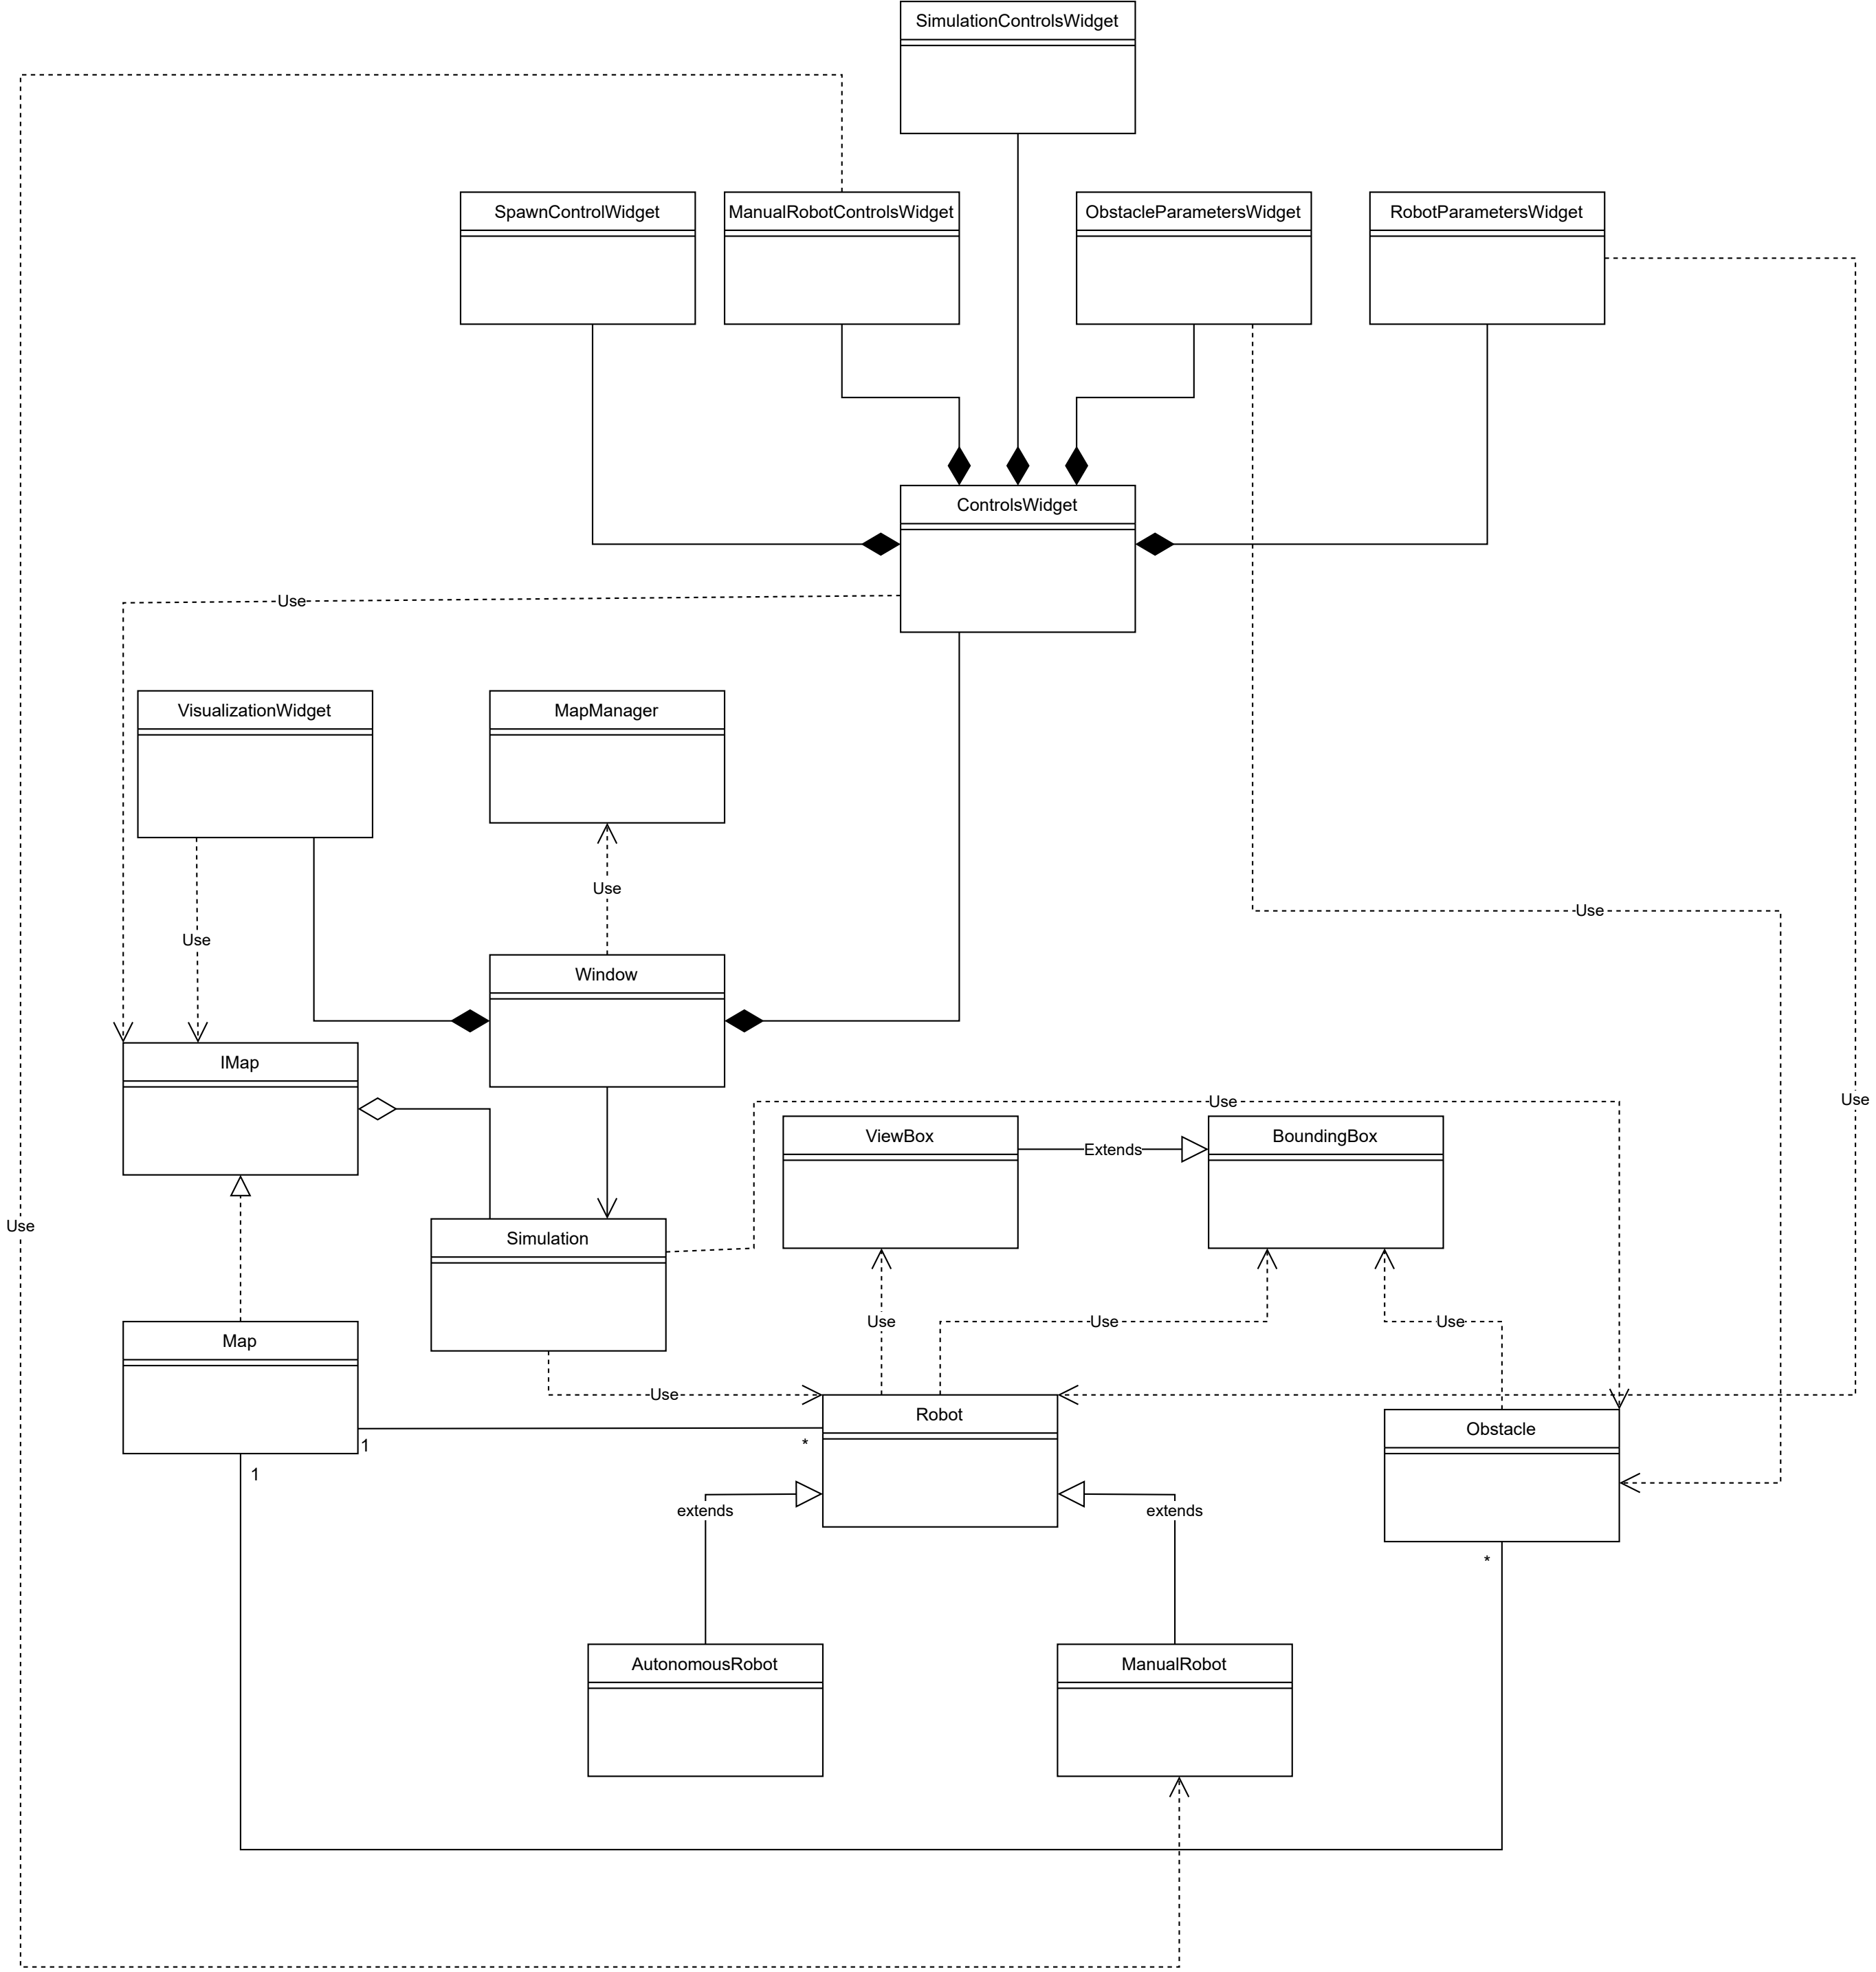 SimulationControlsWidget
SpawnControlWidget
ManualRobotControlsWidget
ObstacleParametersWidget
RobotParametersWidget
ControlsWidget
Use
VisualizationWidget
MapManager
Use
Use
Use
Window
IMap
Use
Use
ViewBox
Extends
BoundingBox
Use
Simulation
Use
Use
Use
Map
Use
Robot
Obstacle
1
*
1
extends
extends
*
AutonomousRobot
ManualRobot